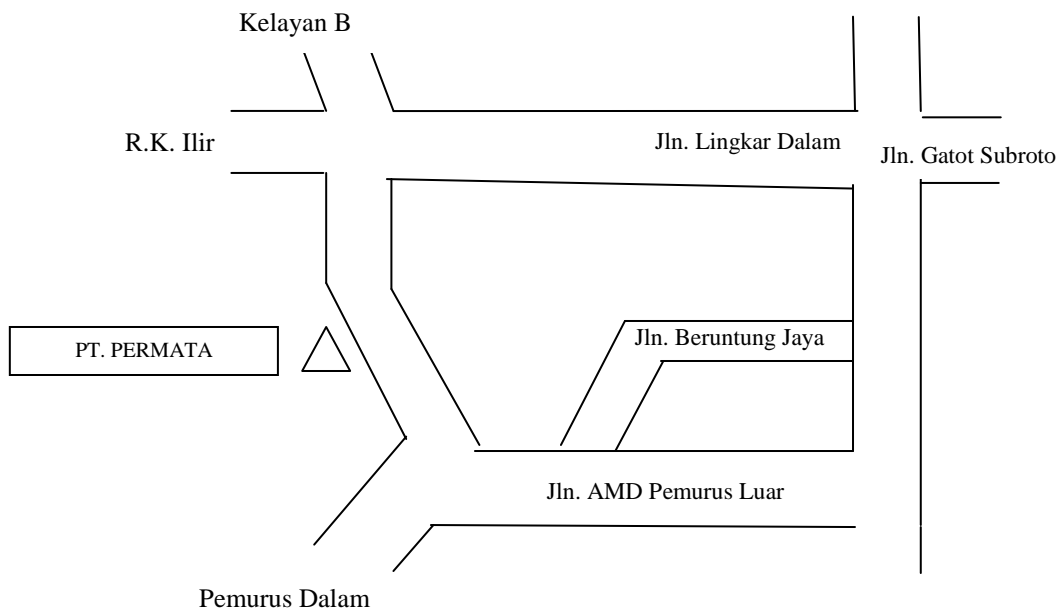 Kelayan B
R.K. Ilir
Jln. Lingkar Dalam
Jln. Gatot Subroto
Jln. Beruntung Jaya
PT. PERMATA
Jln. AMD Pemurus Luar
Pemurus Dalam